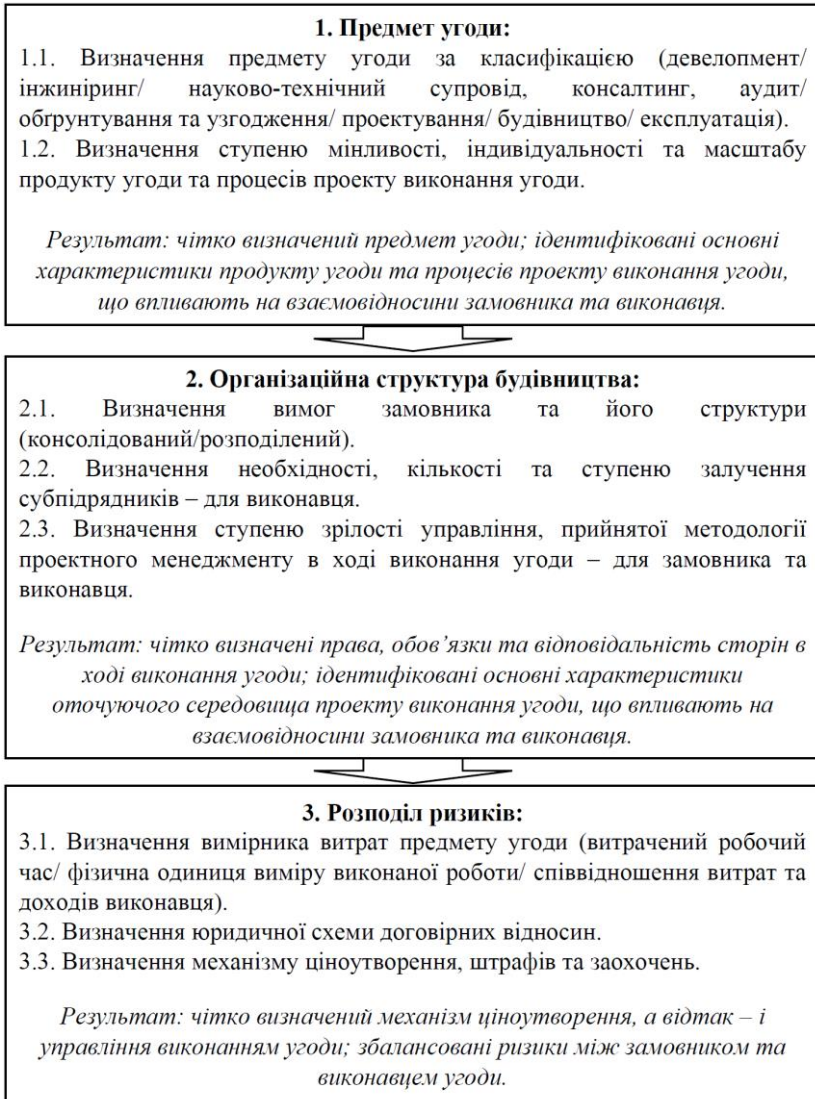 1. Предмет угоди:
1.1. Визначення предмету угоди за класифікацією (девелопмент/
інжиніринг/ науково-технічний супровід, консалтинг, аудит/
обґрунтування та узгодження/ проектування/ будівництво/ експлуатація).
1.2. Визначення ступеню мінливості, індивідуальності та масштабу
продукту угоди та процесів проекту виконання угоди.
Результат: чітко визначений предмет угоди; ідентифіковані основні
характеристики продукту угоди та процесів проекту виконання угоди,
що впливають на взаємовідносини замовника та виконавця.
2. Організаційна структура будівництва:
2.1. Визначення вимог замовника та його структури
(консолідований/розподілений).
2.2. Визначення необхідності, кількості та ступеню залучення
субпідрядників – для виконавця.
2.3. Визначення ступеню зрілості управління, прийнятої методології
проектного менеджменту в ході виконання угоди – для замовника та
виконавця.
Результат: чітко визначені права, обов’язки та відповідальність сторін в
ході виконання угоди; ідентифіковані основні характеристики
оточуючого середовища проекту виконання угоди, що впливають на
взаємовідносини замовника та виконавця.
3. Розподіл ризиків:
3.1. Визначення вимірника витрат предмету угоди (витрачений робочий
час/ фізична одиниця виміру виконаної роботи/ співвідношення витрат та
доходів виконавця).
3.2. Визначення юридичної схеми договірних відносин.
3.3. Визначення механізму ціноутворення, штрафів та заохочень.
Результат: чітко визначений механізм ціноутворення, а відтак – і
управління виконанням угоди; збалансовані ризики між замовником та
виконавцем угоди.